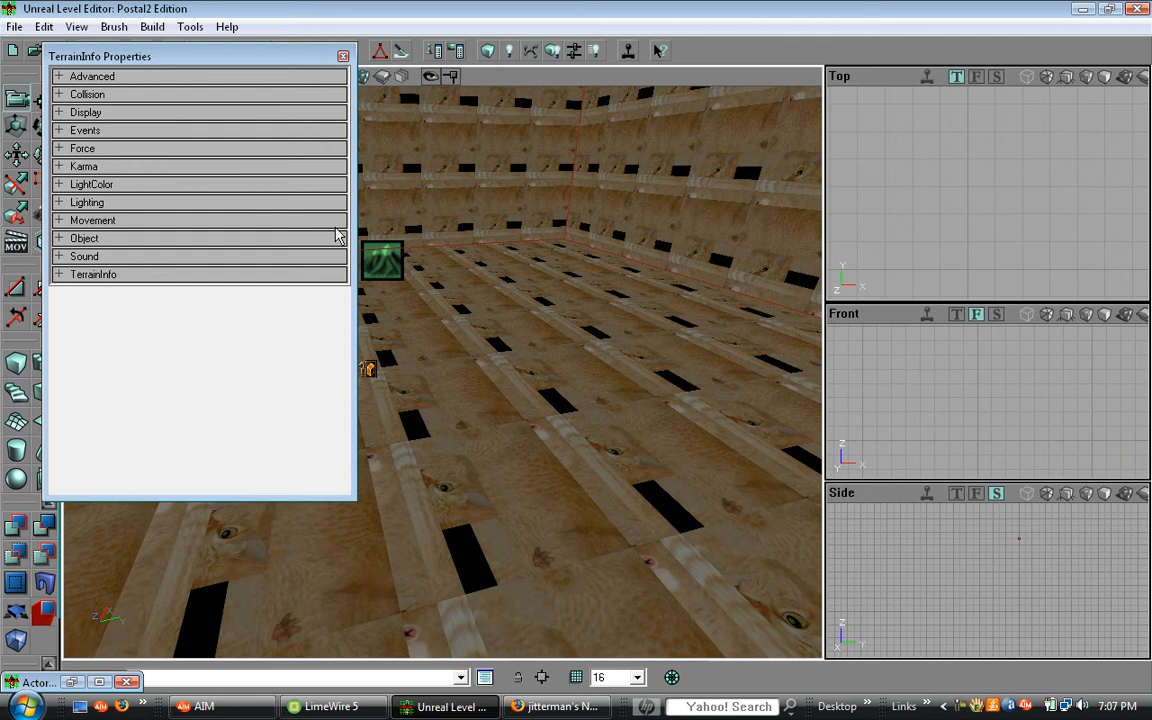 Unreal Level Editor: Postal2 Edition
File Edit View Brush Build Tools Help
TerrainInfo Properties
Advanced
Collision
Display
Events
Force
Karma
LightColor
Lighting
Movement
Object
Sound
TerrainInfo
MOV
Top T F S
Y
Z X
Front T F S
Z
Y X
Side T F S
Z
X Y
Z X Y
16
Actor...
AIM LimeWire 5 Unreal Level ... jitterman's N... Yahoo! Search Desktop » Links » 7:07 PM